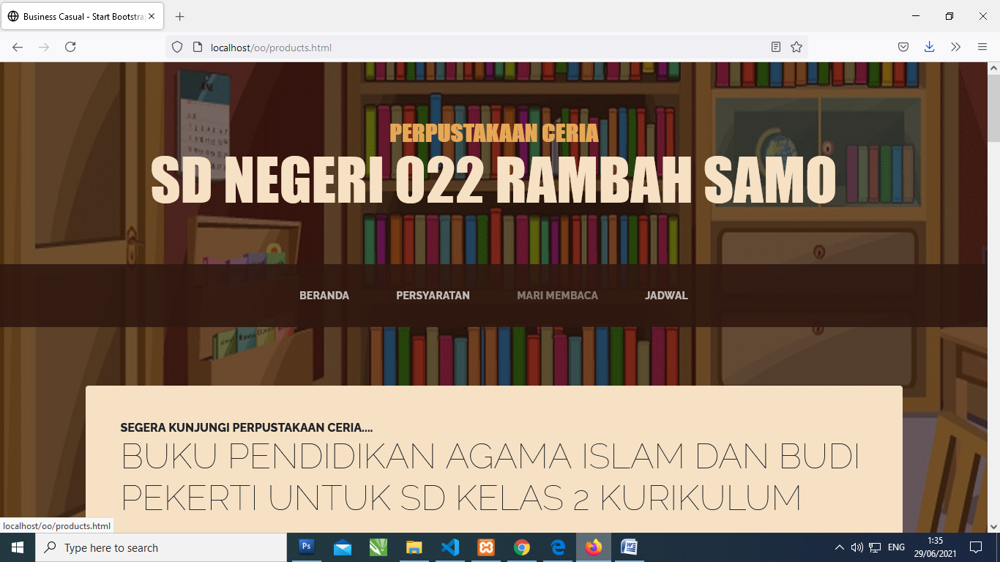 Business Casual - Start Bootstra
localhost/oo/products.html
PERPUSTAKAAN CERIA
SD NEGERI 022 RAMBAH SAMO
BERANDA PERSYARATAN MARI MEMBACA JADWAL
SEGERA KUNJUNGI PERPUSTAKAAN CERIA....
BUKU PENDIDIKAN AGAMA ISLAM DAN BUDI
PEKERTI UNTUK SD KELAS 2 KURIKULUM
localhost/oo/products.html
Type here to search
Ps
ENG
1:35
29/06/2021